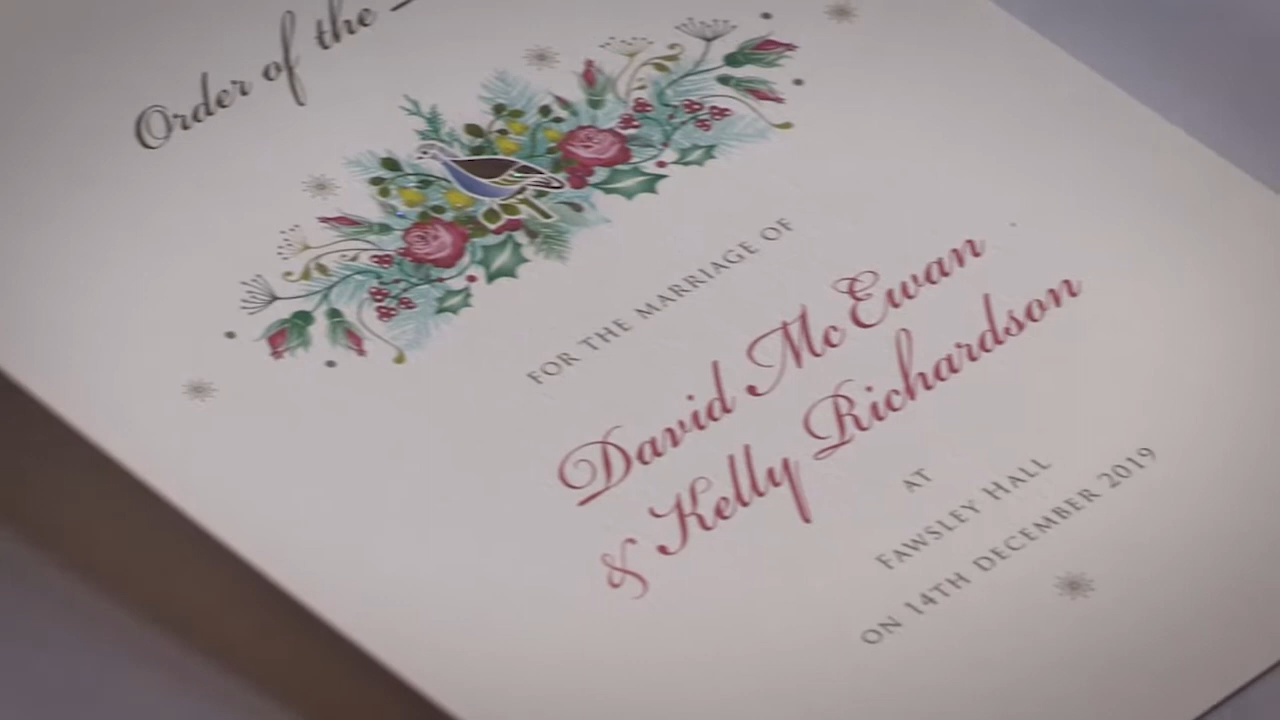 Order of the
FOR THE MARRIAGE OF
David McEwan
& Kelly Richardson
AT
FAWSLEY HALL
ON 14TH DECEMBER 2019